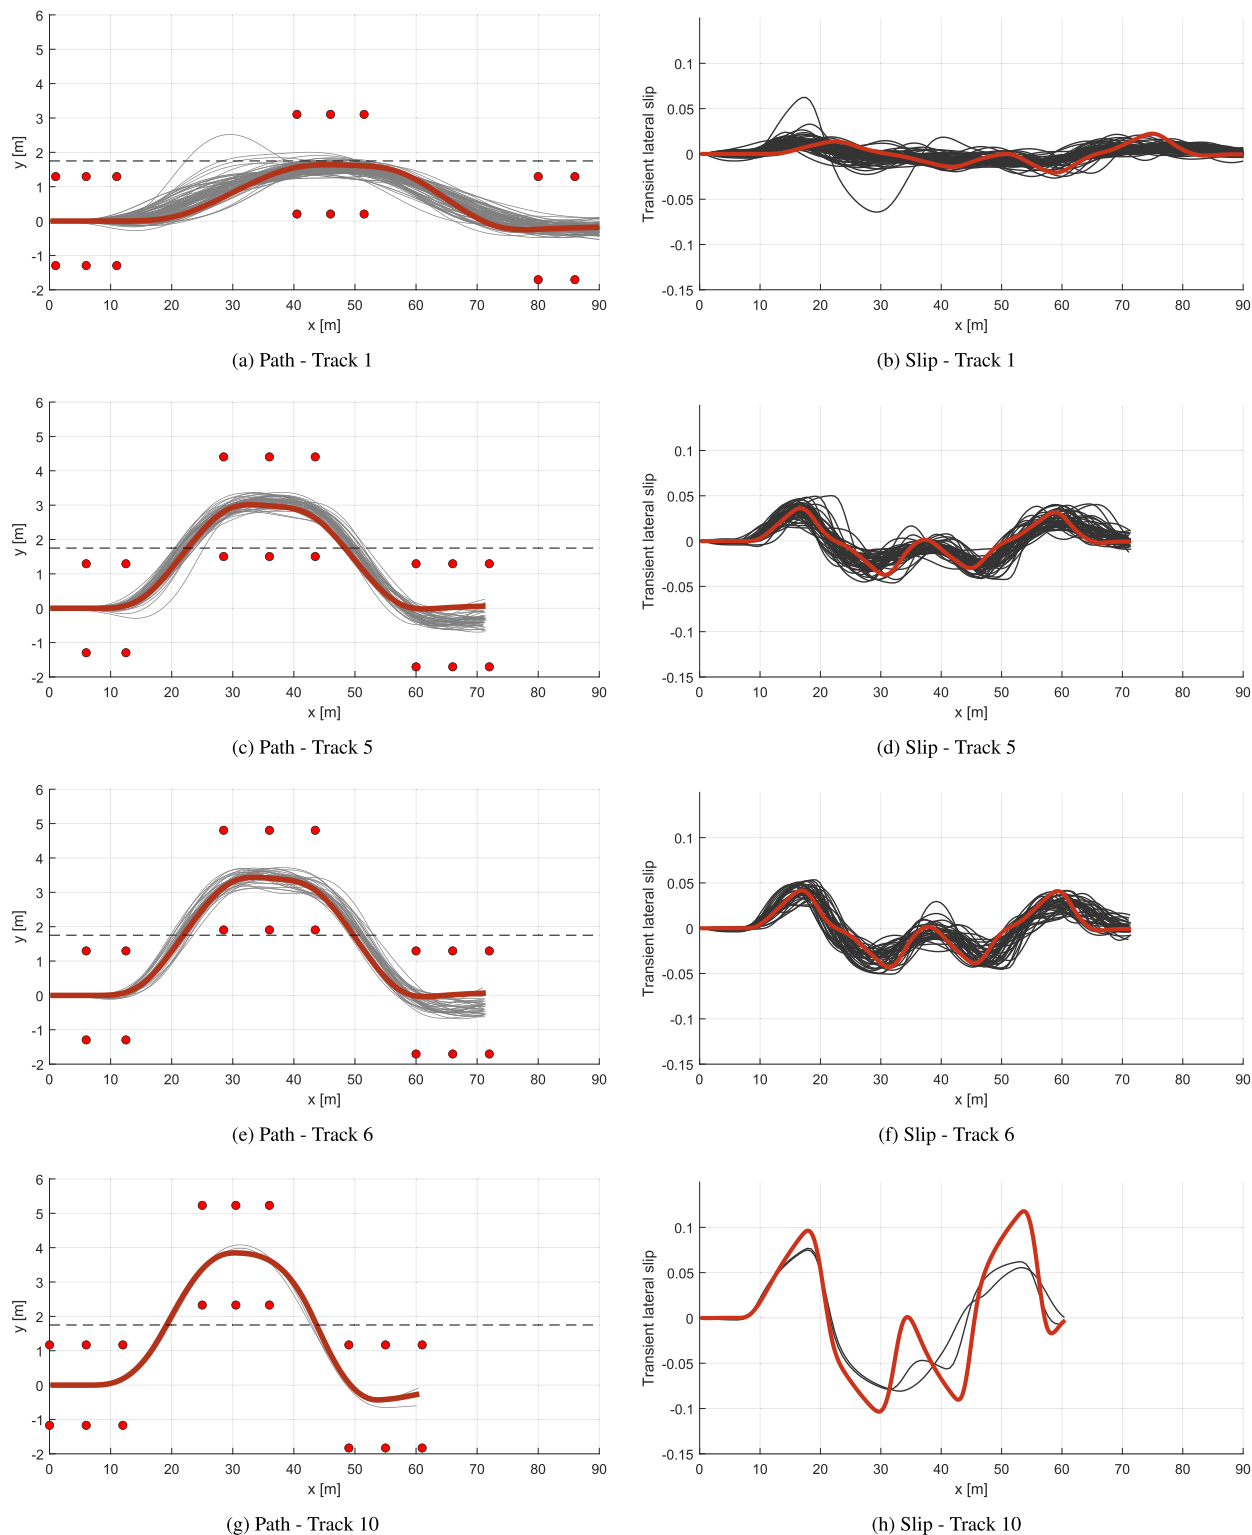 6
5
4
3
2
1
0
-1
-2
y [m]
0 10 20 30 40 50 60 70 80 90
x [m]
(a) Path - Track 1
0.1
0.05
0
-0.05
-0.1
-0.15
Transient lateral slip
0 10 20 30 40 50 60 70 80 90
x [m]
(b) Slip - Track 1
6
5
4
3
2
1
0
-1
-2
y [m]
0 10 20 30 40 50 60 70 80 90
x [m]
(c) Path - Track 5
0.1
0.05
0
-0.05
-0.1
-0.15
Transient lateral slip
0 10 20 30 40 50 60 70 80 90
x [m]
(d) Slip - Track 5
6
5
4
3
2
1
0
-1
-2
y [m]
0 10 20 30 40 50 60 70 80 90
x [m]
(e) Path - Track 6
0.1
0.05
0
-0.05
-0.1
-0.15
Transient lateral slip
0 10 20 30 40 50 60 70 80 90
x [m]
(f) Slip - Track 6
6
5
4
3
2
1
0
-1
-2
y [m]
0 10 20 30 40 50 60 70 80 90
x [m]
(g) Path - Track 10
0.1
0.05
0
-0.05
-0.1
-0.15
Transient lateral slip
0 10 20 30 40 50 60 70 80 90
x [m]
(h) Slip - Track 10